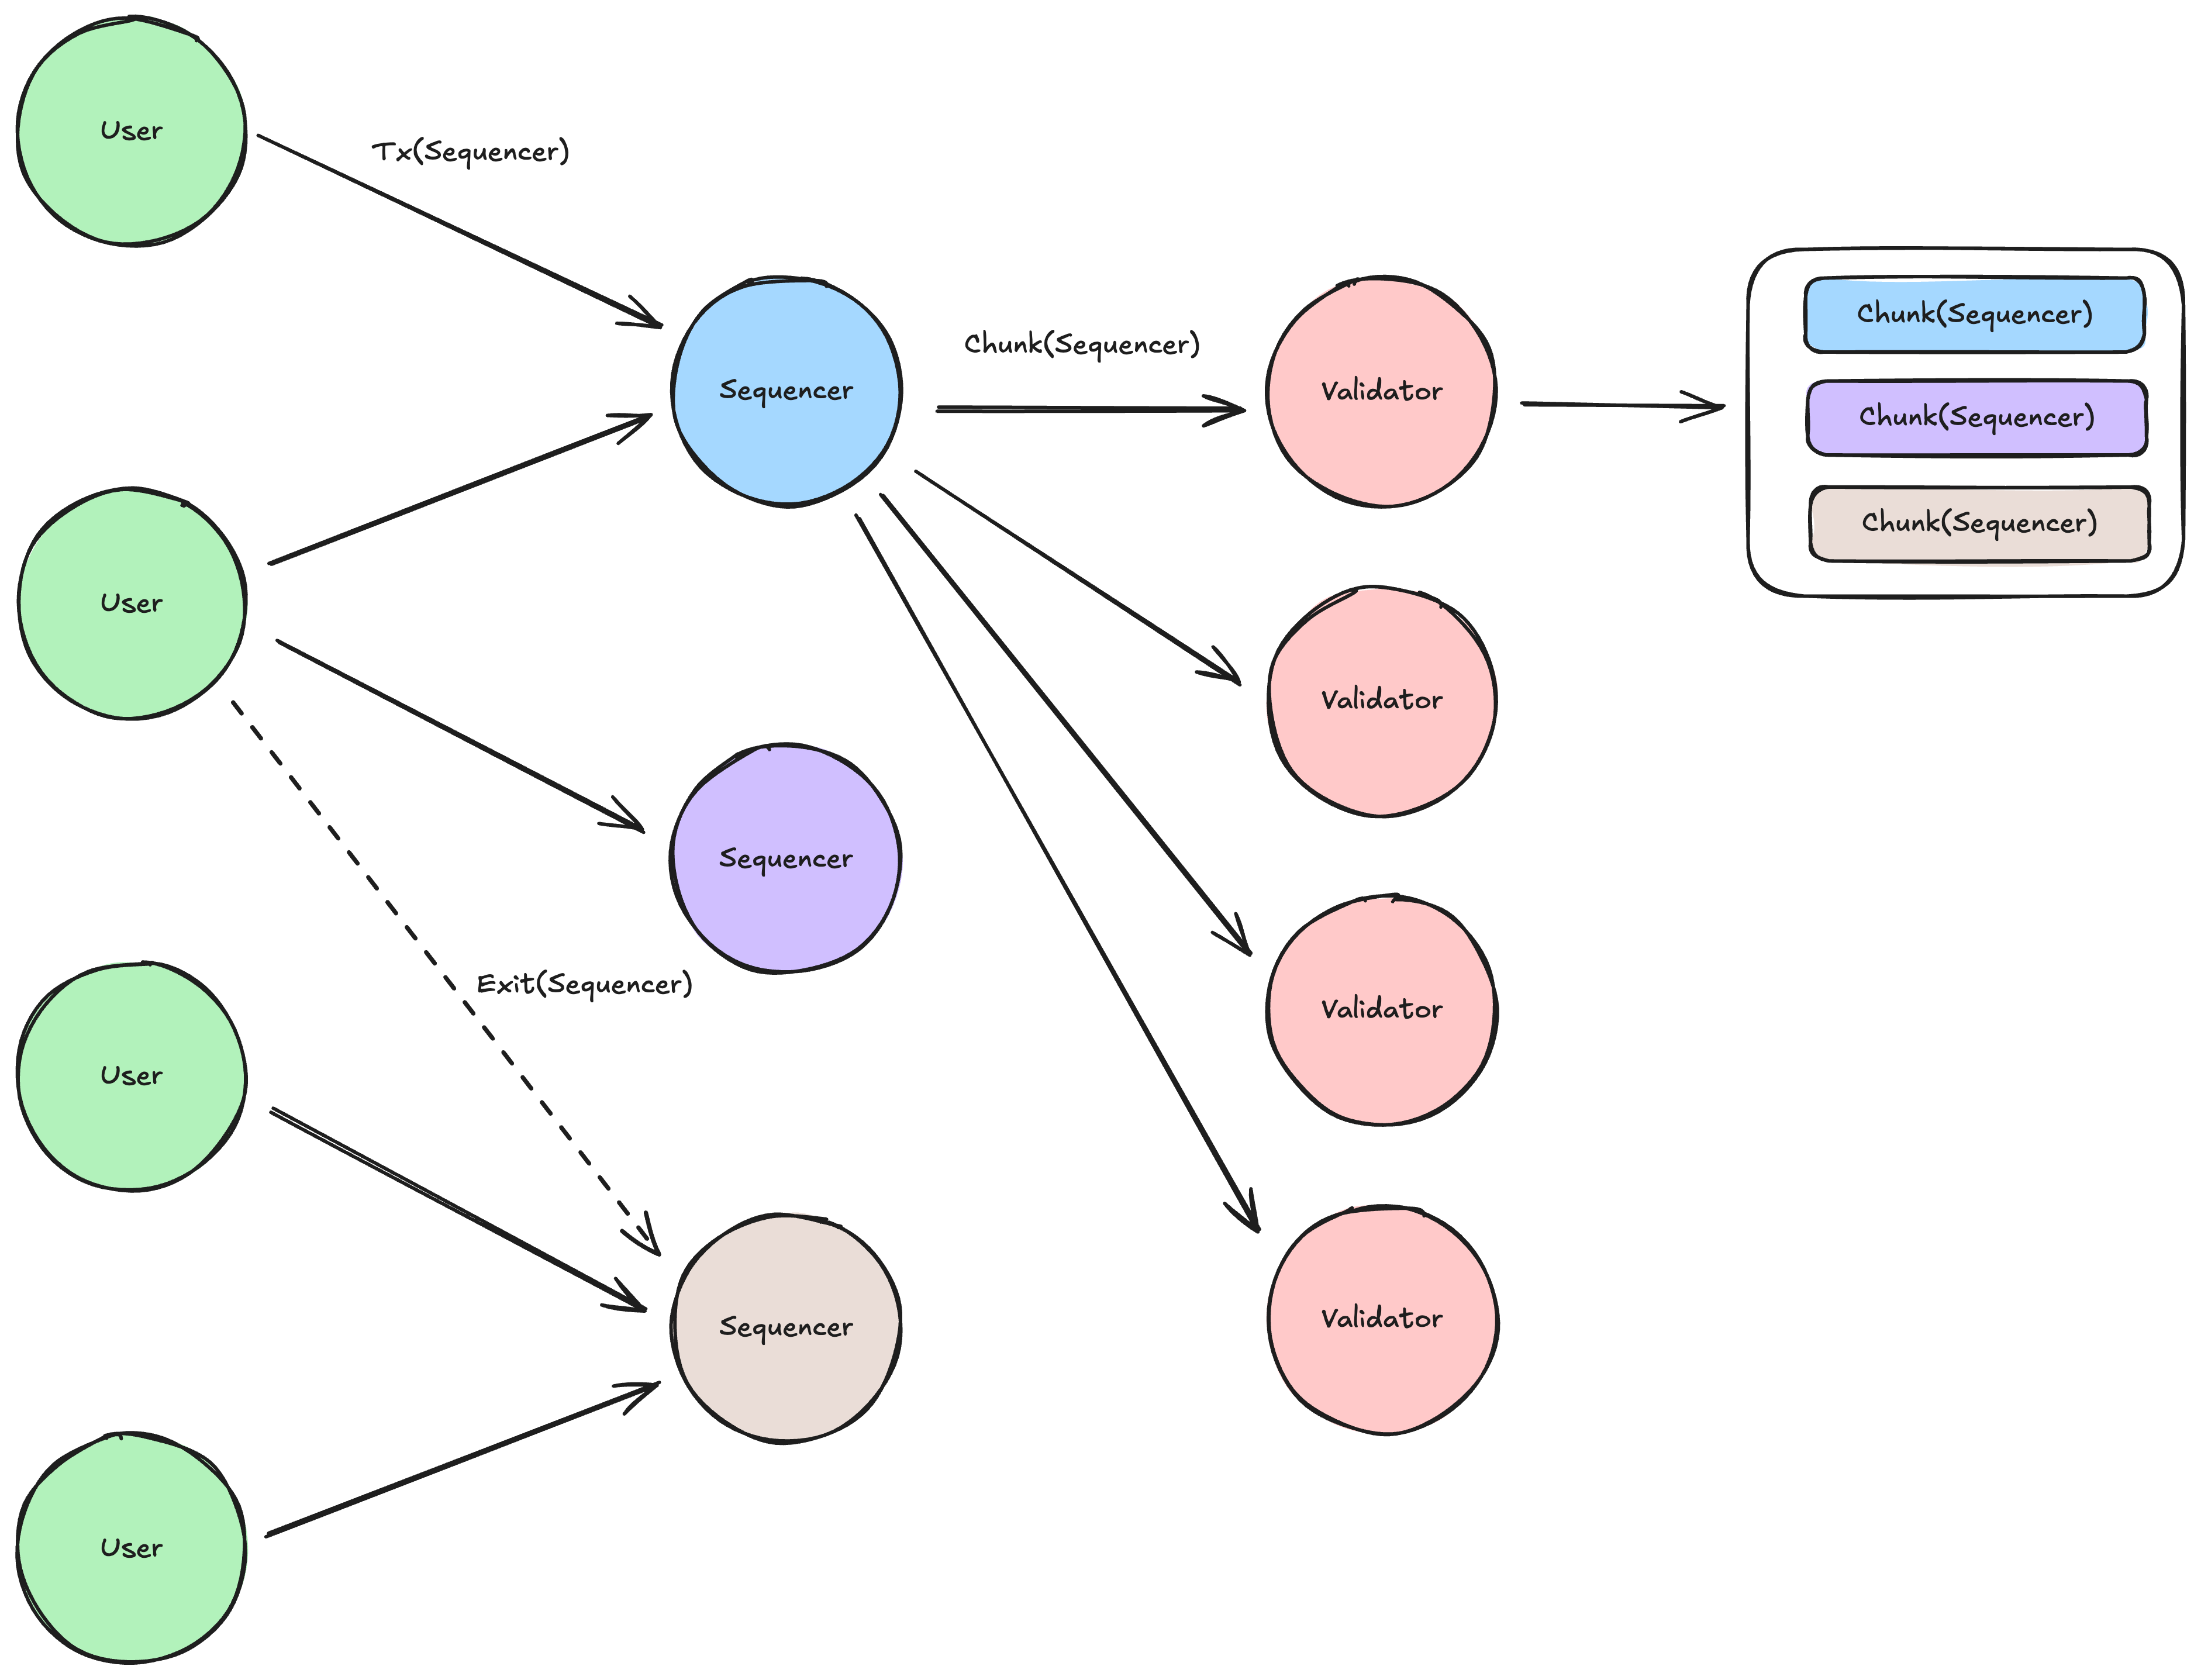 User
Tx(Sequencer)
Sequencer
Chunk(Sequencer)
Validator
Chunk(Sequencer)
Chunk(Sequencer)
Chunk(Sequencer)
User
Validator
Sequencer
Exit(Sequencer)
Validator
User
Sequencer
Validator
User